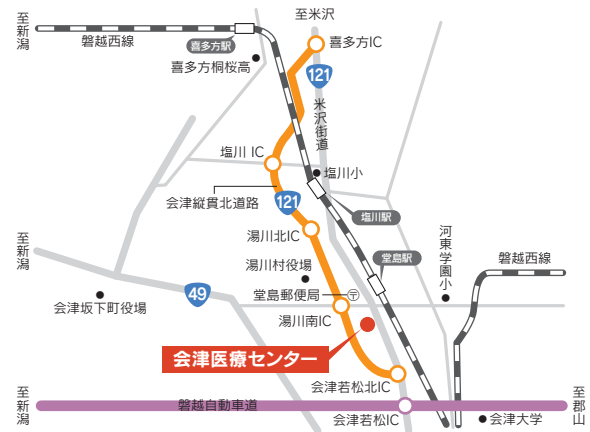 至米沢
至新潟
磐越西線
喜多方駅
喜多方IC
喜多方桐桜高
121
米沢街道
塩川 IC
塩川小
会津縦貫北道路
121
塩川駅
湯川北IC
堂島駅
河東学園小
磐越西線
至新潟
湯川村役場
49
堂島郵便局
〒
会津坂下町役場
湯川南IC
会津医療センター
会津若松北IC
至新潟
磐越自動車道
会津若松IC
会津大学
至郡山